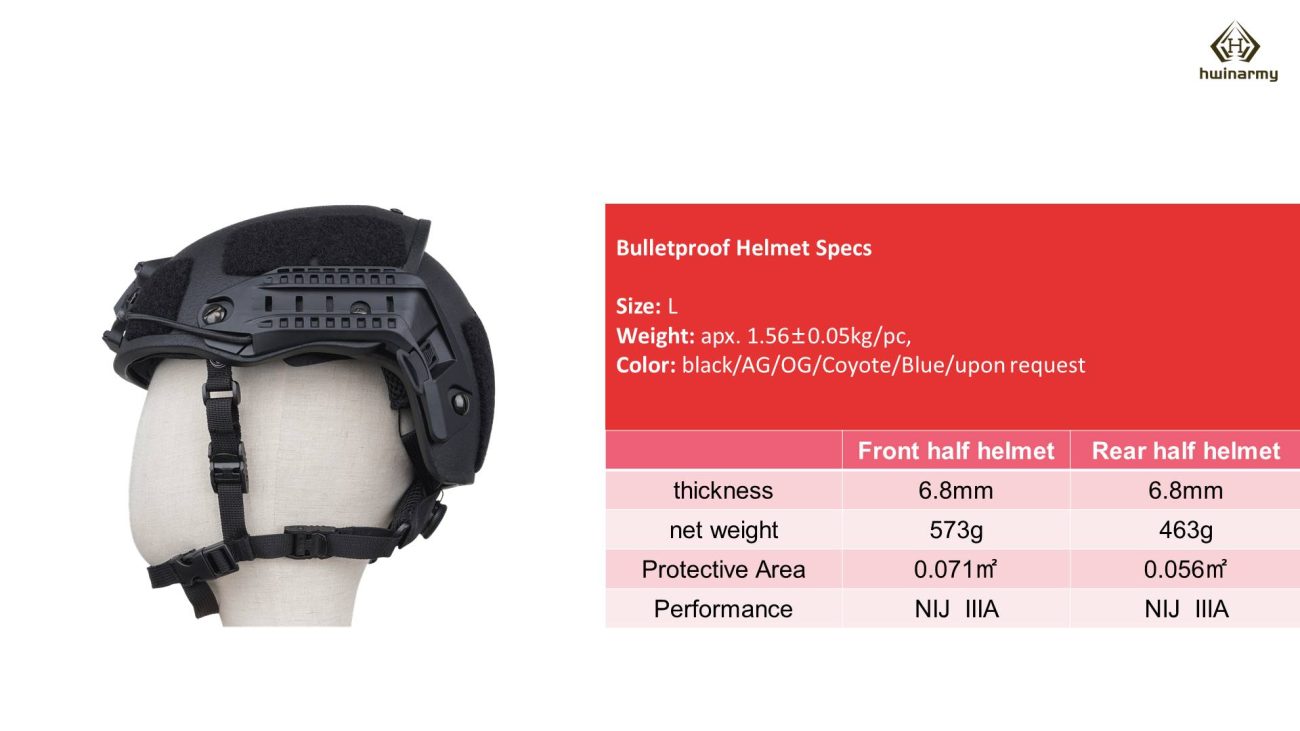 H
hwinarmy
Bulletproof Helmet Specs
Size: L
Weight: apx. 1.56±0.05kg/pc,
Color: black/AG/OG/Coyote/Blue/upon request
Front half helmet Rear half helmet
thickness 6.8mm 6.8mm
net weight 573g 463g
Protective Area 0.071㎡ 0.056㎡
Performance NIJ IIIA NIJ IIIA